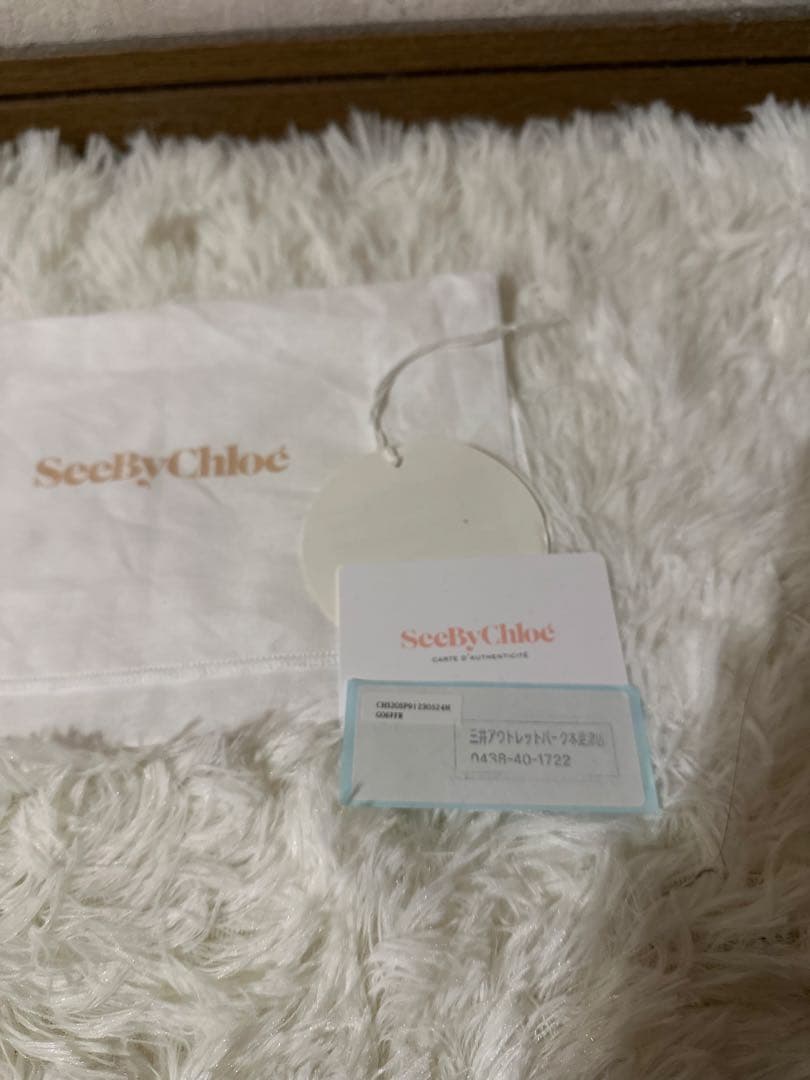 SeeByChloé
SeeByChloé
CARTE D'AUTHENTICITÉ
三井アウトレットパーク木更津店
0438-40-1722